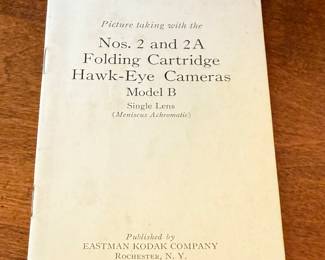 Picture taking with the
Nos. 2 and 2A
Folding Cartridge
Hawk-Eye Cameras
Model B
Single Lens
(Meniscus Achromatic)
Published by
EASTMAN KODAK COMPANY
ROCHESTER, N. Y.